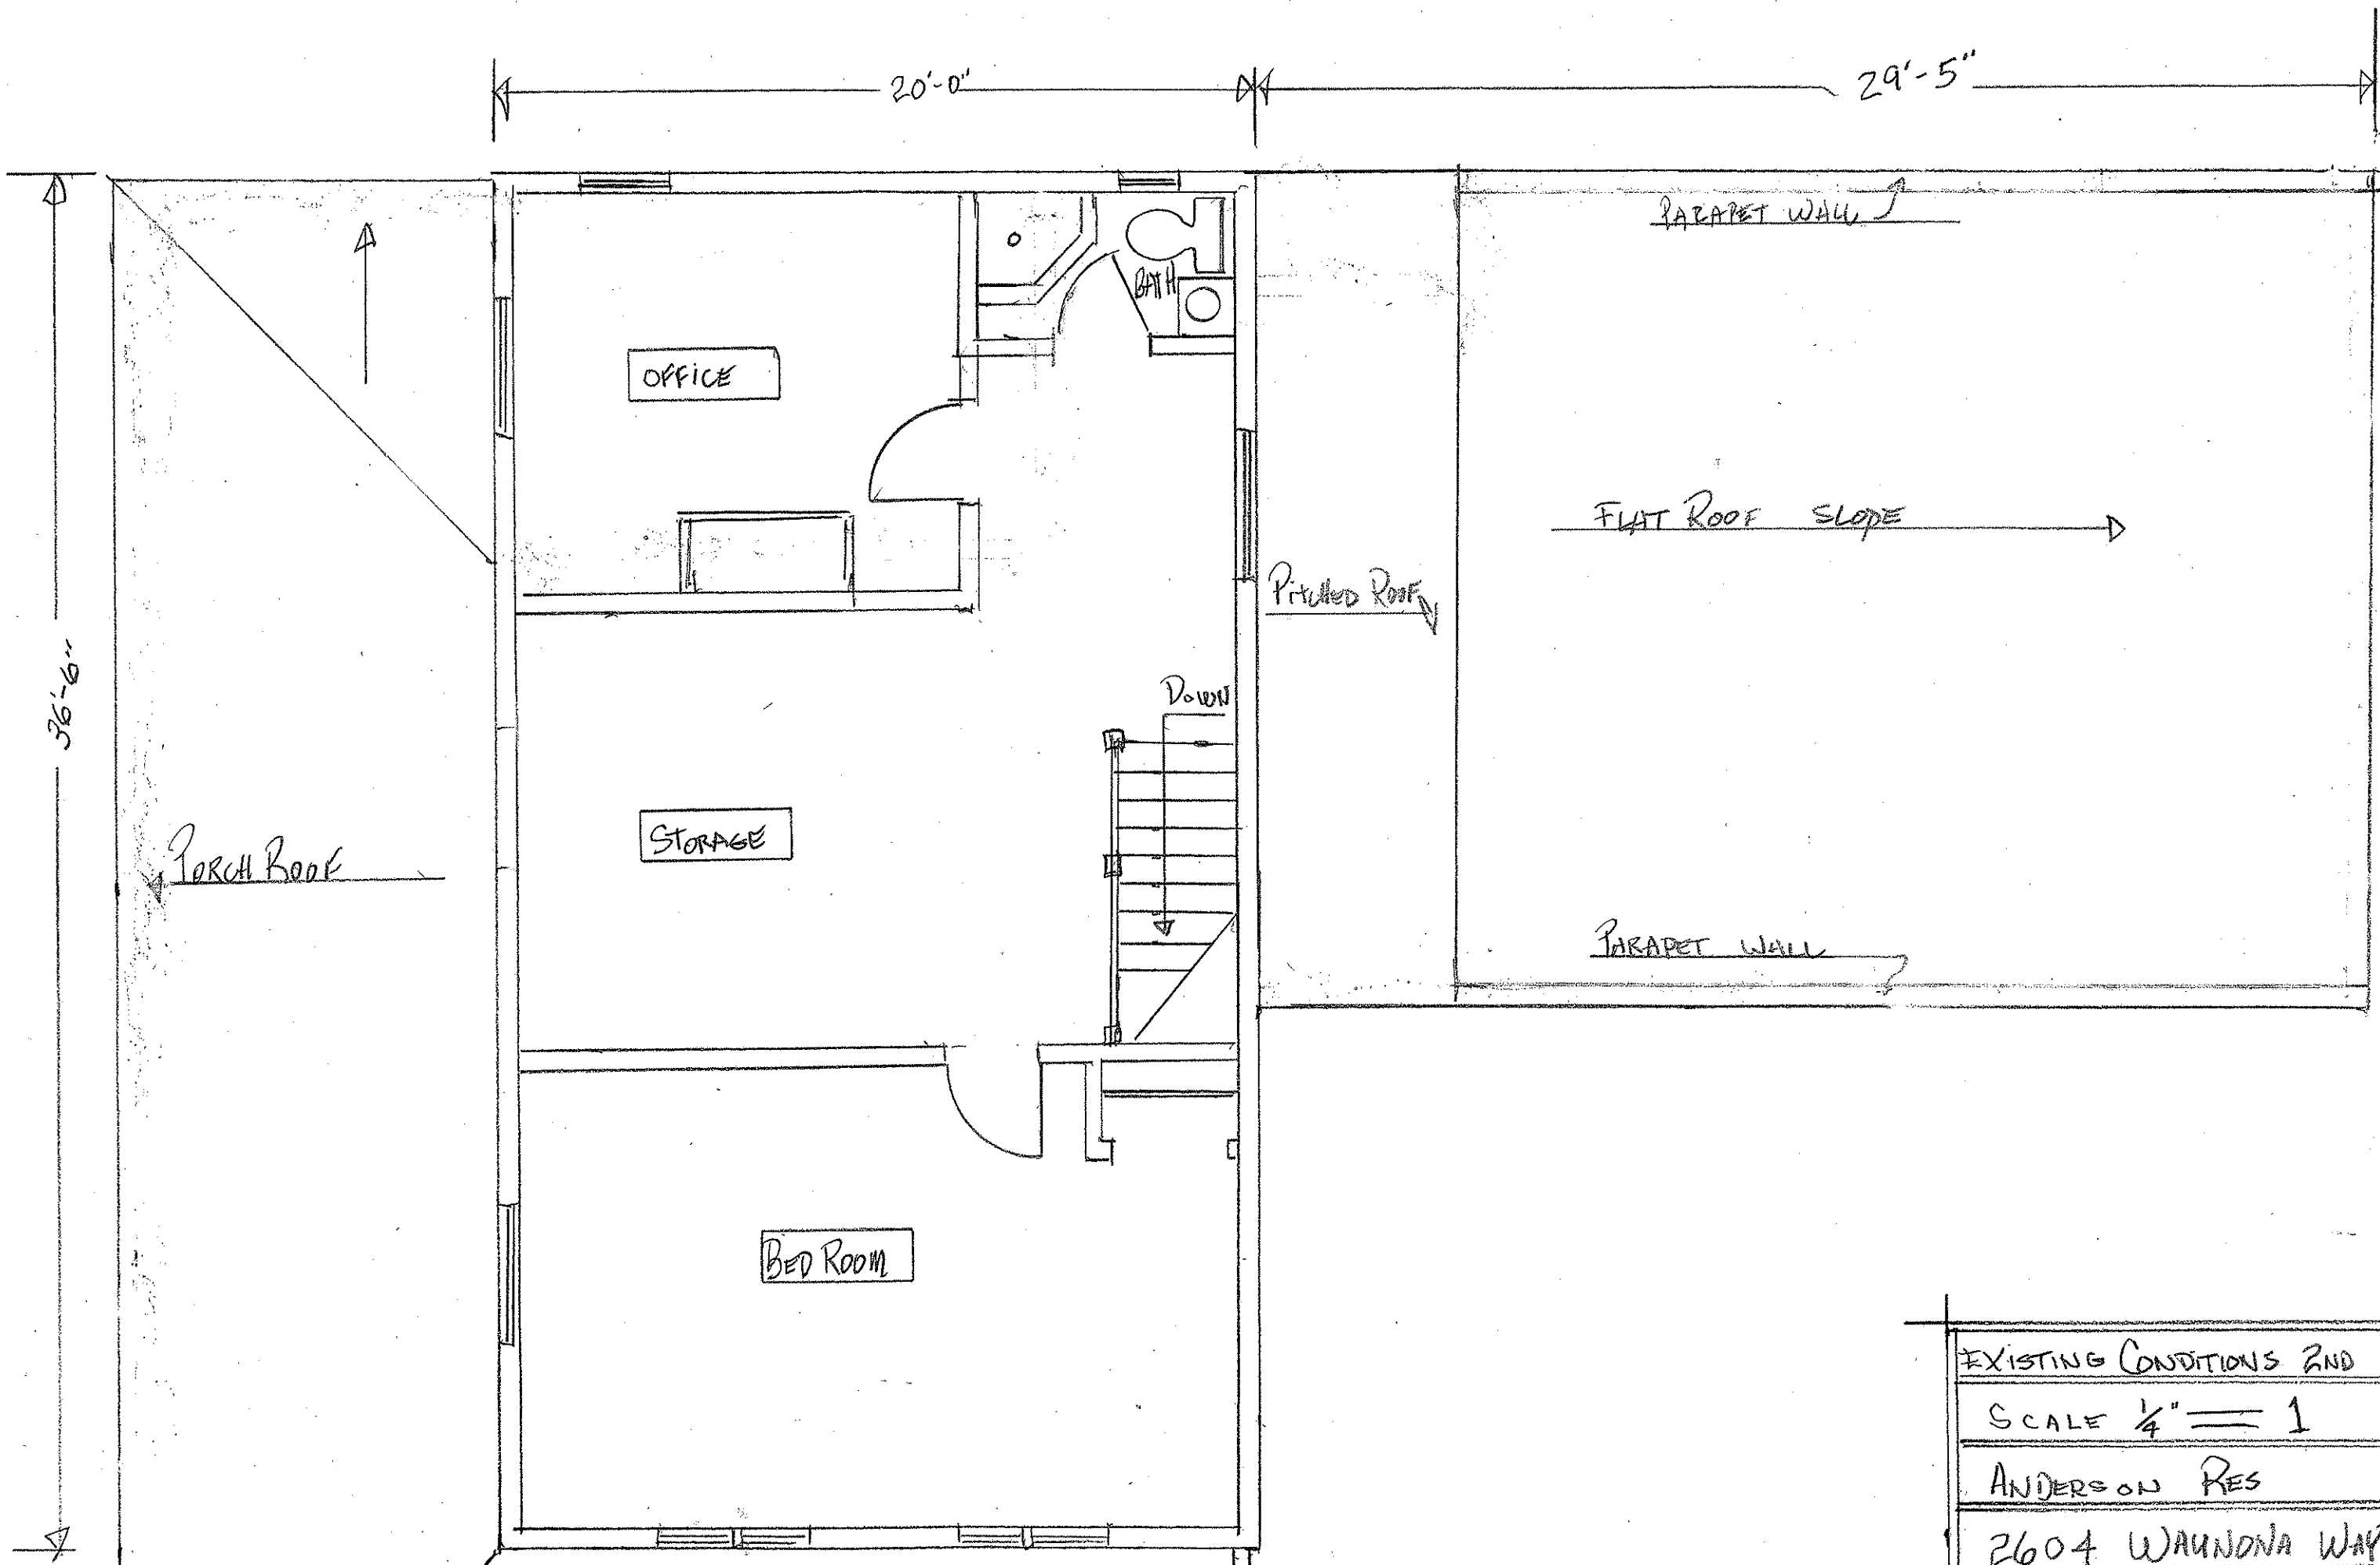 20'-0"
29'-5"
PARAPET WALL
BATH
OFFICE
FLAT ROOF SLOPE
PITCHED ROOF
36'-6"
DOWN
STORAGE
PORCH ROOF
PARAPET WALL
BED ROOM
EXISTING CONDITIONS 2ND
SCALE ¼" = 1
ANDERSON RES
2604 WAUNONA WAY